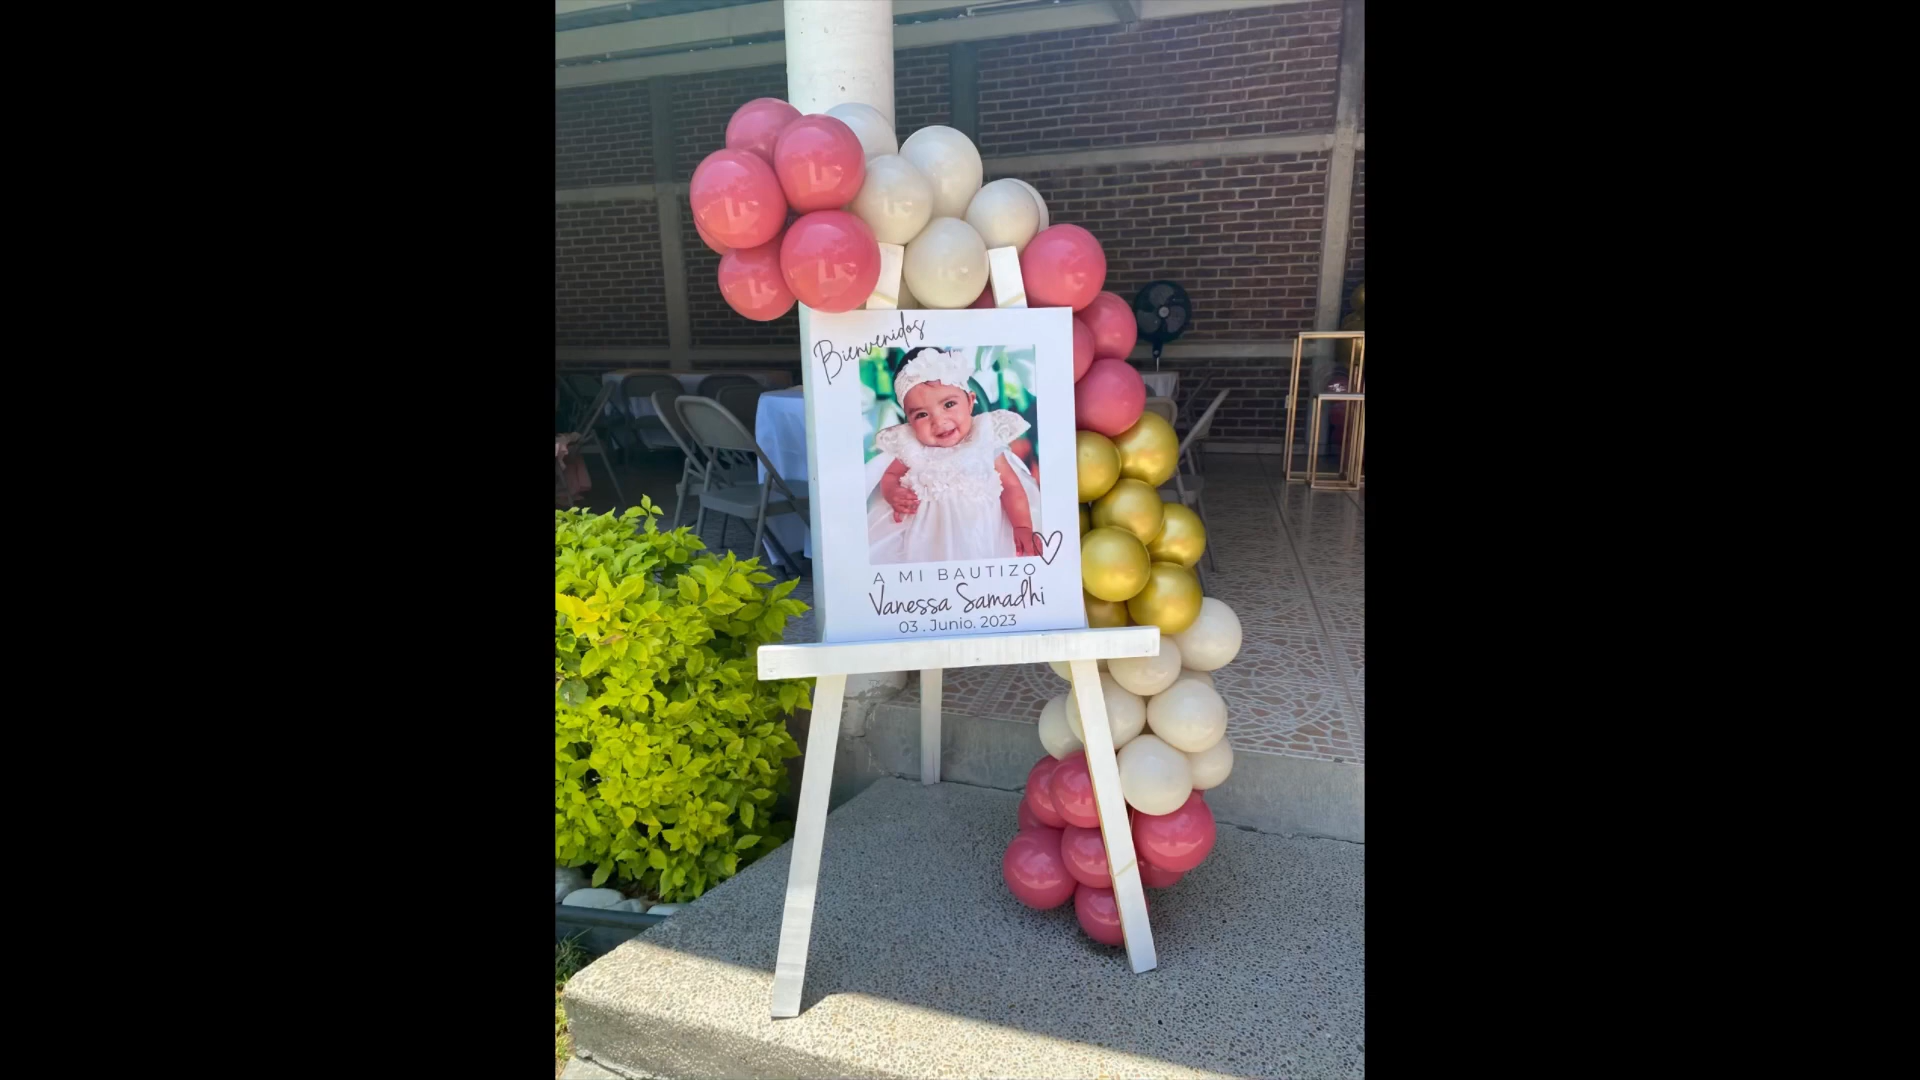 Bienvenidos
A MI BAUTIZO
Vanessa Samadhi
03 . Junio. 2023